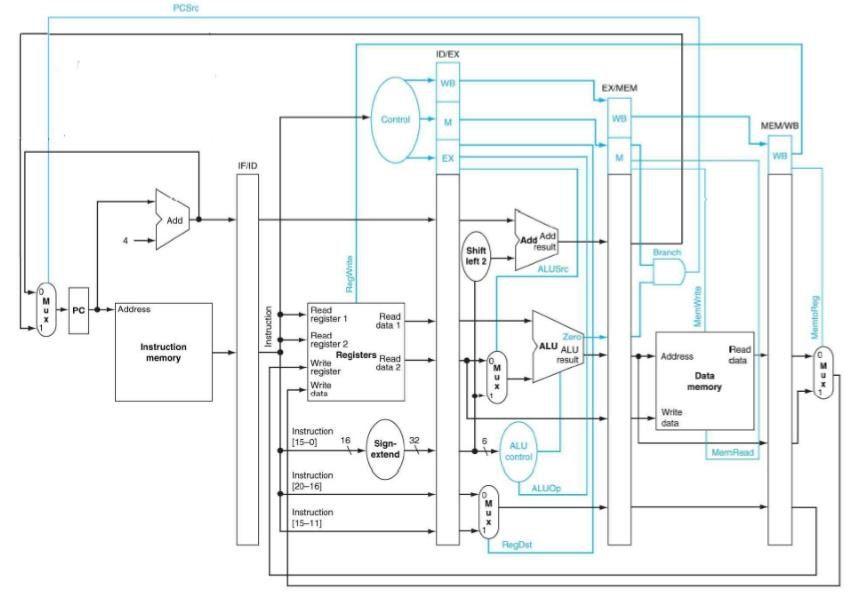 PCSrc
ID/EX
WB
EX/MEM
Control
M
WB
MEM/WB
EX
M
WB
IF/ID
Add
4
Shift
left 2
Add
Add
result
ALUSrc
Branch
RegWrite
MemWrite
MemtoReg
0
M
u
x
1
PC
Address
Instruction
memory
Instruction
Read
register 1
Read
register 2
Write
register
Write
data
Registers
Read
data 1
Read
data 2
0
M
u
x
1
ALU
Zero
ALU
result
Address
Read
data
Data
memory
Write
data
MemRead
0
M
u
x
1
Instruction
[15–0]
16
Sign-
extend
32
6
ALU
control
ALUOp
Instruction
[20–16]
Instruction
[15–11]
0
M
u
x
1
RegDst